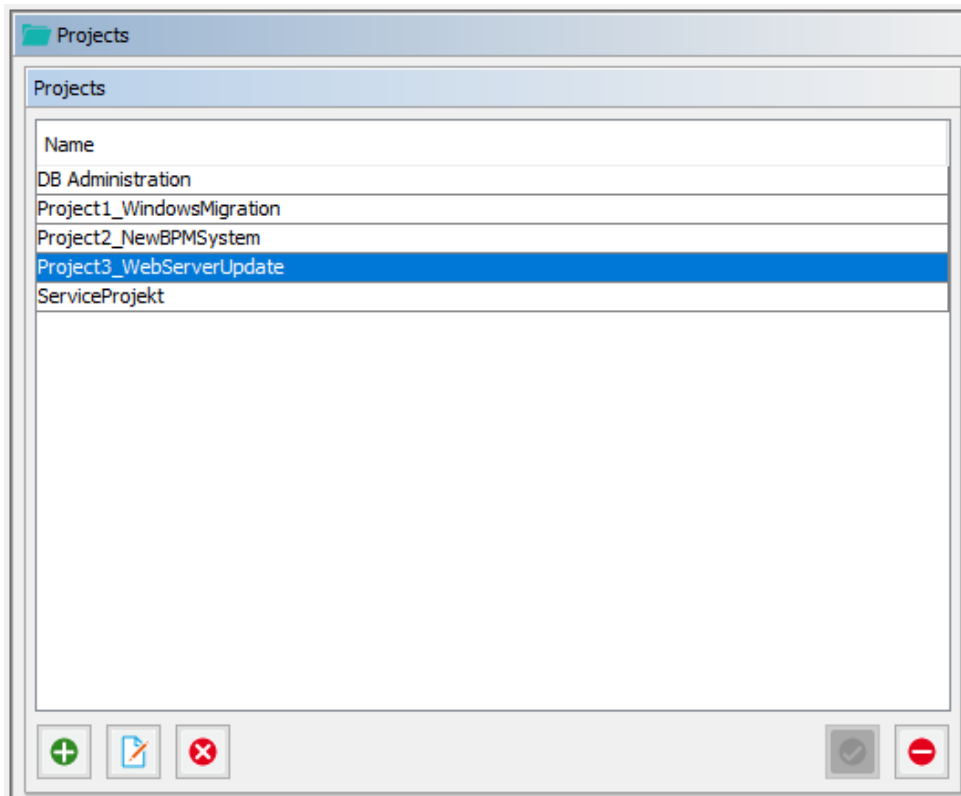 Projects
Projects
Name
DB Administration
Project1_WindowsMigration
Project2_NewBPMSystem
Project3_WebServerUpdate
ServiceProjekt